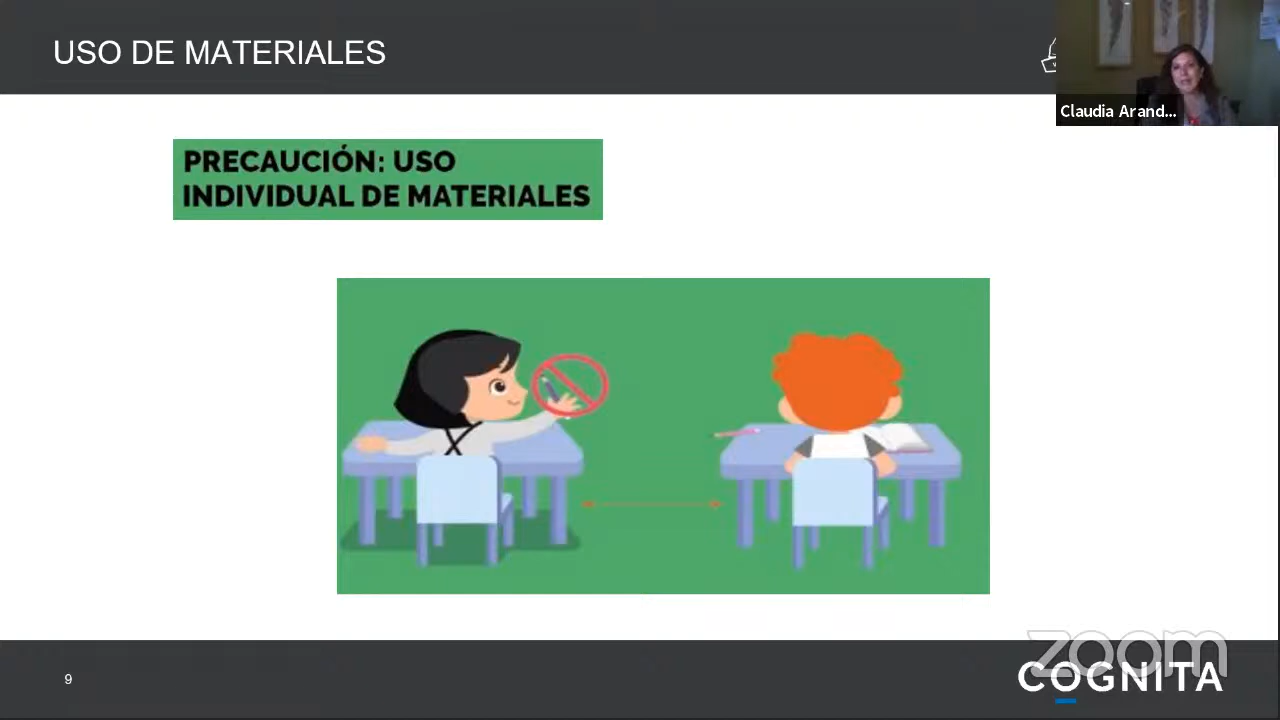 USO DE MATERIALES
Claudia Arand...
PRECAUCIÓN: USO
INDIVIDUAL DE MATERIALES
zoom
COGNITA
9